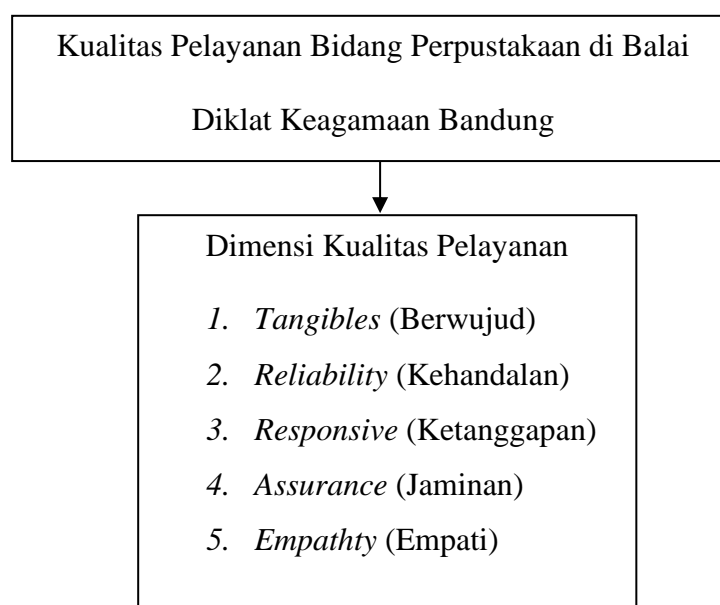 Kualitas Pelayanan Bidang Perpustakaan di Balai
Diklat Keagamaan Bandung
Dimensi Kualitas Pelayanan
1. Tangibles (Berwujud)
2. Reliability (Kehandalan)
3. Responsive (Ketanggapan)
4. Assurance (Jaminan)
5. Empathty (Empati)